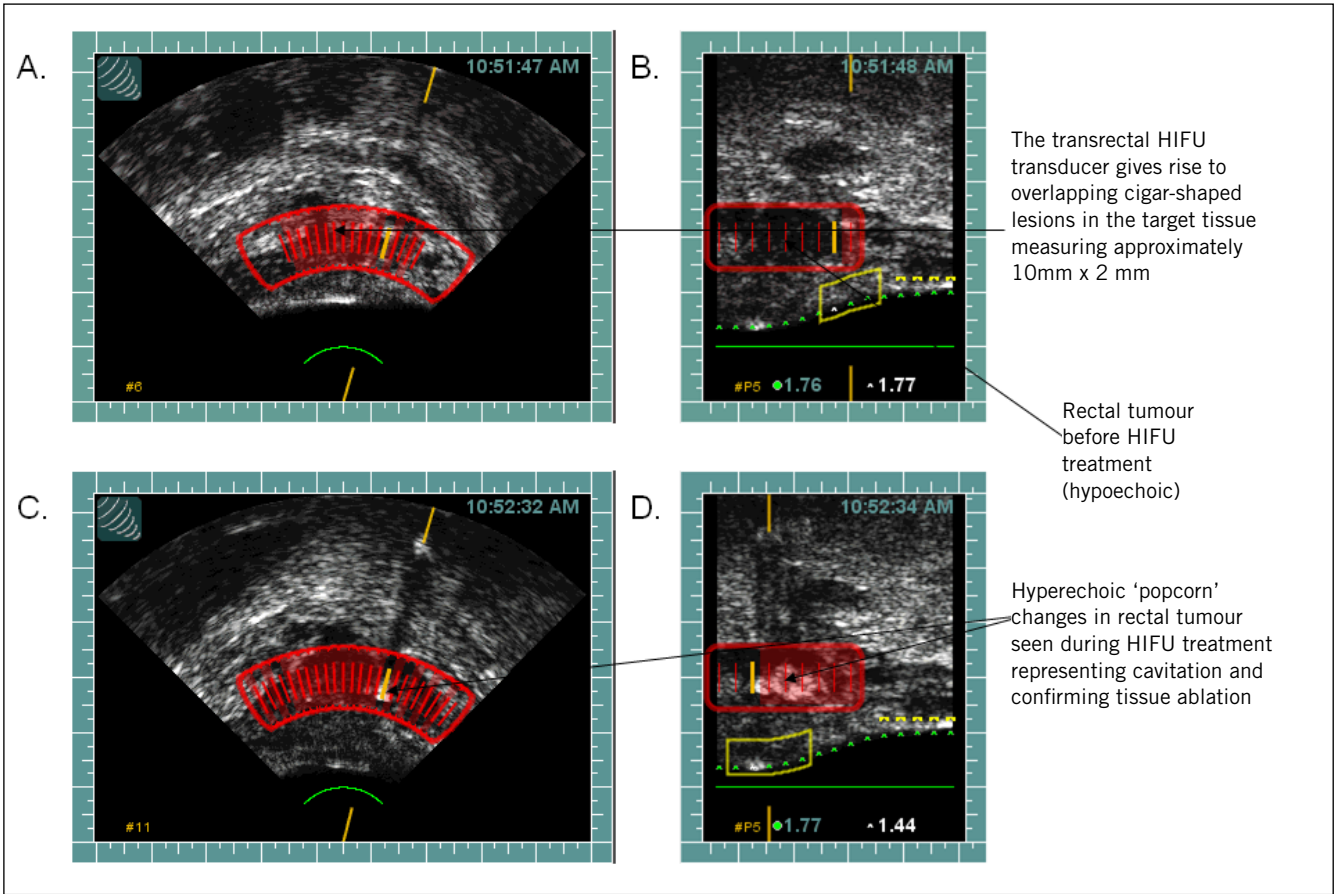 A.
10:51:47 AM
#6
B.
10:51:48 AM
#P5 1.76 ^1.77
The transrectal HIFU
transducer gives rise to
overlapping cigar-shaped
lesions in the target tissue
measuring approximately
10mm x 2 mm
Rectal tumour
before HIFU
treatment
(hypoechoic)
C.
10:52:32 AM
#11
D.
10:52:34 AM
#P5 1.77 ^1.44
Hyperechoic ‘popcorn’
changes in rectal tumour
seen during HIFU treatment
representing cavitation and
confirming tissue ablation